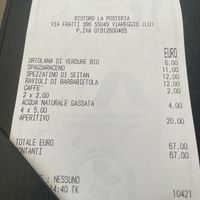 RISTORO LA POSTERIA
VIA FRATTI 386 55049 VIAREGGIO (LU)
P.IVA 01912600465
EURO
ORTOLANA DI VERDURE BIO 6,00
SPAGSARACENO 11,00
SPEZZATINO DI SEITAN 12,00
RAVIOLI DI BARBABIETOLA 12,00
CAFFE' 2,00
2 x 2,00
ACQUA NATURALE GASSATA 4,00
4 x 5,00
APERITIVO 20,00
TOTALE EURO 67,00
CONTANTI 67,00
: NESSUNO
14:40 TK 10421